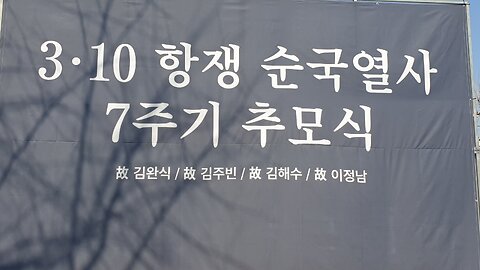 3·10 항쟁 순국열사
7주기 추모식
故 김완식 / 故 김주빈 / 故 김해수 / 故 이정남